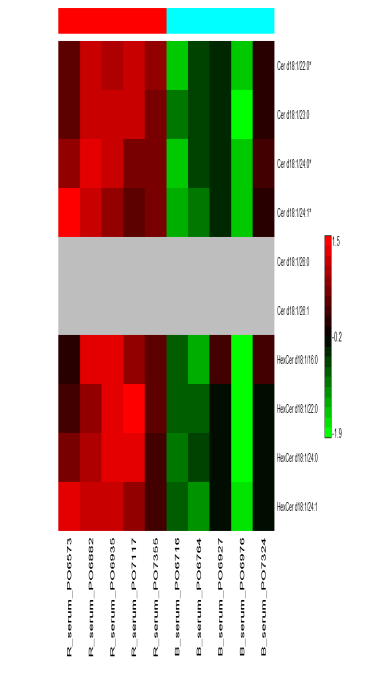 Cer d18:1/22:0*
Cer d18:1/23:0
Cer d18:1/24:0*
Cer d18:1/24:1*
Cer d18:1/26:0
Cer d18:1/26:1
HexCer d18:1/16:0
HexCer d18:1/22:0
HexCer d18:1/24:0
HexCer d18:1/24:1
1.5
-0.2
-1.9
R_serum_PO6573
R_serum_PO6882
R_serum_PO6935
R_serum_PO7117
R_serum_PO7355
B_serum_PO6716
B_serum_PO6764
B_serum_PO6927
B_serum_PO6976
B_serum_PO7324